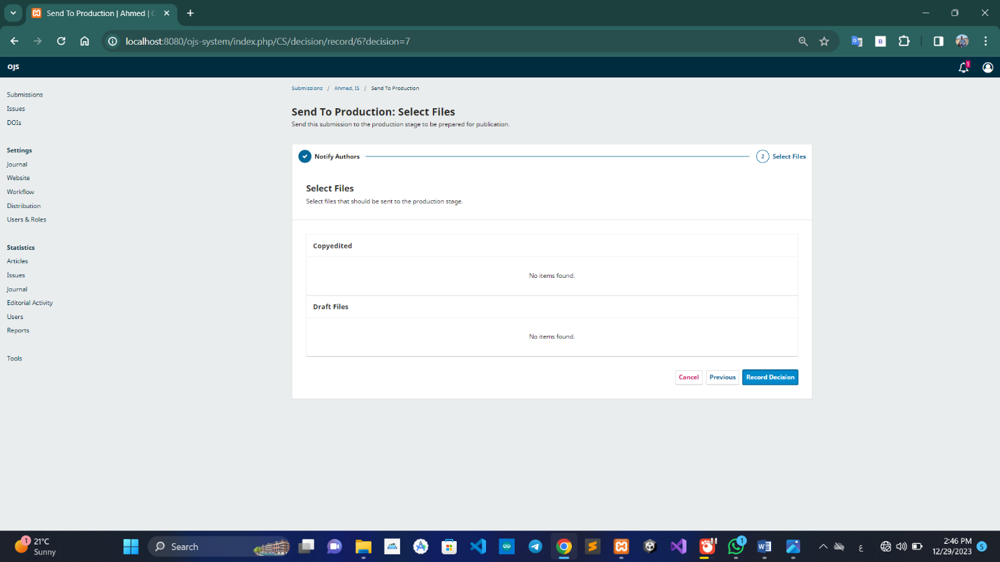 Send To Production | Ahmed |
localhost:8080/ojs-system/index.php/CS/decision/record/6?decision=7
B
OJS
1
Submissions / Ahmed, IS / Send To Production
Submissions
Issues
DOIs
Settings
Journal
Website
Workflow
Distribution
Users & Roles
Statistics
Articles
Issues
Journal
Editorial Activity
Users
Reports
Tools
Send To Production: Select Files
Send this submission to the production stage to be prepared for publication.
Notify Authors
2 Select Files
Select Files
Select files that should be sent to the production stage.
Copyedited
No items found.
Draft Files
No items found.
Cancel Previous Record Decision
1
21°C
Sunny
Search
1
ع
2:46 PM
12/29/2023
5